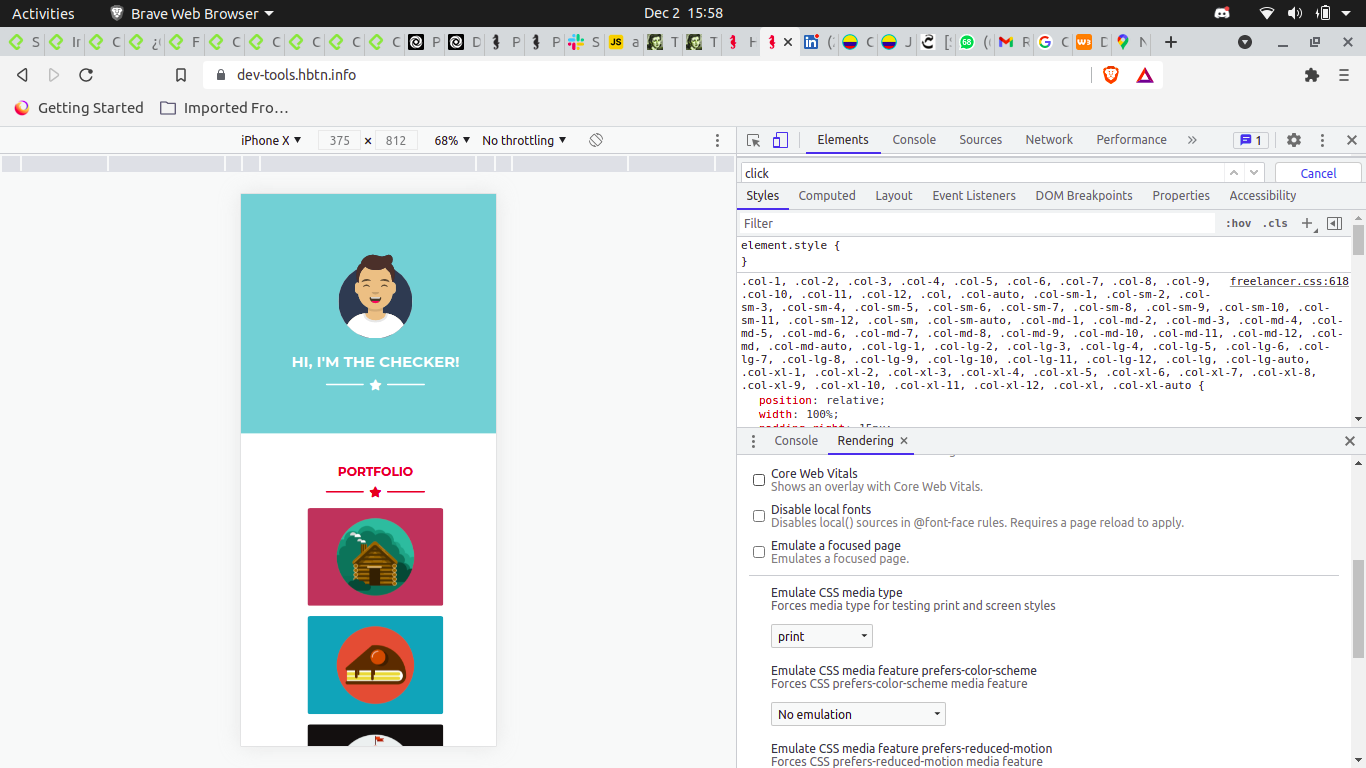 Activities Brave Web Browser Dec 2 15:58
S Ir C ¿( F C C C C C P D P P S a T T H (2 C J [S (( R C D N
dev-tools.hbtn.info
Getting Started Imported Fro…
iPhone X 375 × 812 68% No throttling
Elements Console Sources Network Performance » 1
click Cancel
Styles Computed Layout Event Listeners DOM Breakpoints Properties Accessibility
Filter :hov .cls +
element.style {
}
.col-1, .col-2, .col-3, .col-4, .col-5, .col-6, .col-7, .col-8, .col-9, freelancer.css:618
.col-10, .col-11, .col-12, .col, .col-auto, .col-sm-1, .col-sm-2, .col-
sm-3, .col-sm-4, .col-sm-5, .col-sm-6, .col-sm-7, .col-sm-8, .col-sm-9, .col-sm-10, .col-
sm-11, .col-sm-12, .col-sm, .col-sm-auto, .col-md-1, .col-md-2, .col-md-3, .col-md-4, .col-
md-5, .col-md-6, .col-md-7, .col-md-8, .col-md-9, .col-md-10, .col-md-11, .col-md-12, .col-
md, .col-md-auto, .col-lg-1, .col-lg-2, .col-lg-3, .col-lg-4, .col-lg-5, .col-lg-6, .col-
lg-7, .col-lg-8, .col-lg-9, .col-lg-10, .col-lg-11, .col-lg-12, .col-lg, .col-lg-auto,
.col-xl-1, .col-xl-2, .col-xl-3, .col-xl-4, .col-xl-5, .col-xl-6, .col-xl-7, .col-xl-8,
.col-xl-9, .col-xl-10, .col-xl-11, .col-xl-12, .col-xl, .col-xl-auto {
position: relative;
width: 100%;
padding-right: 15px;
HI, I'M THE CHECKER!
PORTFOLIO
Console Rendering
Core Web Vitals
Shows an overlay with Core Web Vitals.
Disable local fonts
Disables local() sources in @font-face rules. Requires a page reload to apply.
Emulate a focused page
Emulates a focused page.
Emulate CSS media type
Forces media type for testing print and screen styles
print
Emulate CSS media feature prefers-color-scheme
Forces CSS prefers-color-scheme media feature
No emulation
Emulate CSS media feature prefers-reduced-motion
Forces CSS prefers-reduced-motion media feature